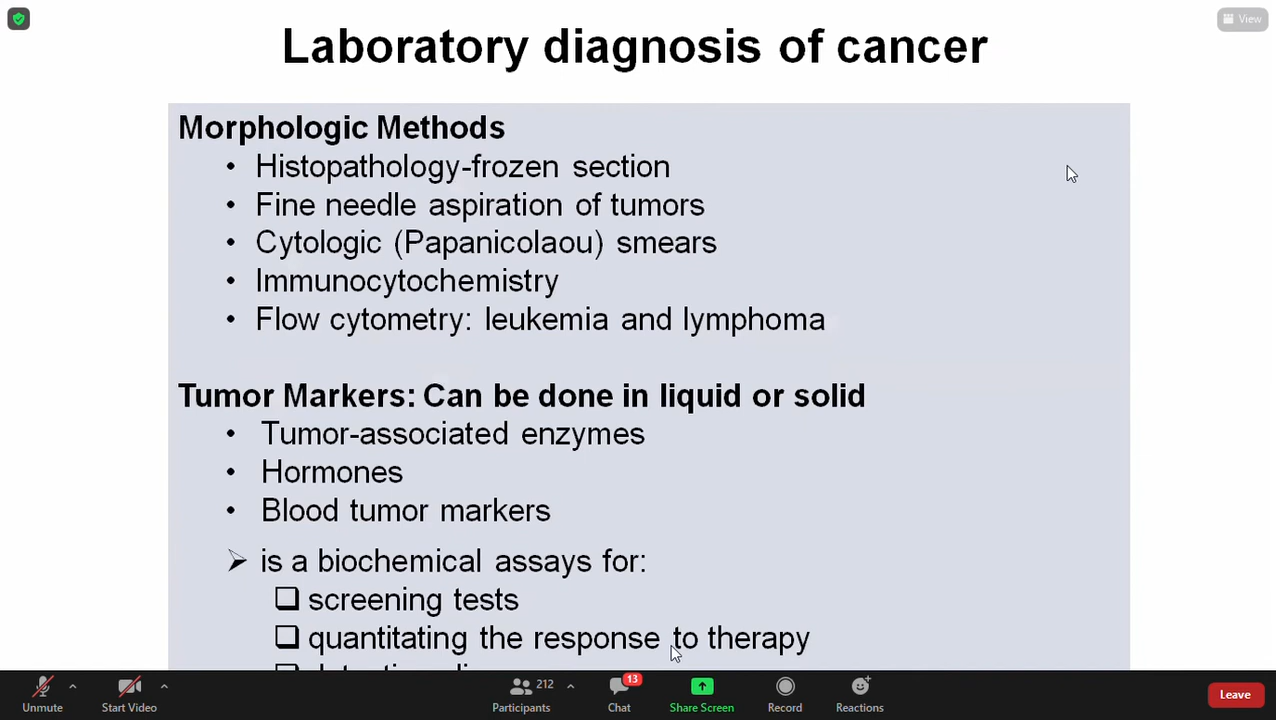 View
Laboratory diagnosis of cancer
Morphologic Methods
• Histopathology-frozen section
• Fine needle aspiration of tumors
• Cytologic (Papanicolaou) smears
• Immunocytochemistry
• Flow cytometry: leukemia and lymphoma
Tumor Markers: Can be done in liquid or solid
• Tumor-associated enzymes
• Hormones
• Blood tumor markers
➢ is a biochemical assays for:
❑ screening tests
❑ quantitating the response to therapy
212
13
Unmute
Start Video
Participants
Chat
Share Screen
Record
Reactions
Leave